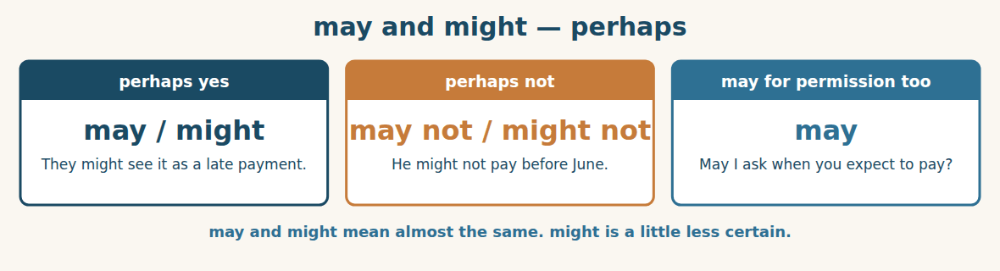 may and might — perhaps
perhaps yes
may / might
They might see it as a late payment.
perhaps not
may not / might not
He might not pay before June.
may for permission too
may
May I ask when you expect to pay?
may and might mean almost the same. might is a little less certain.